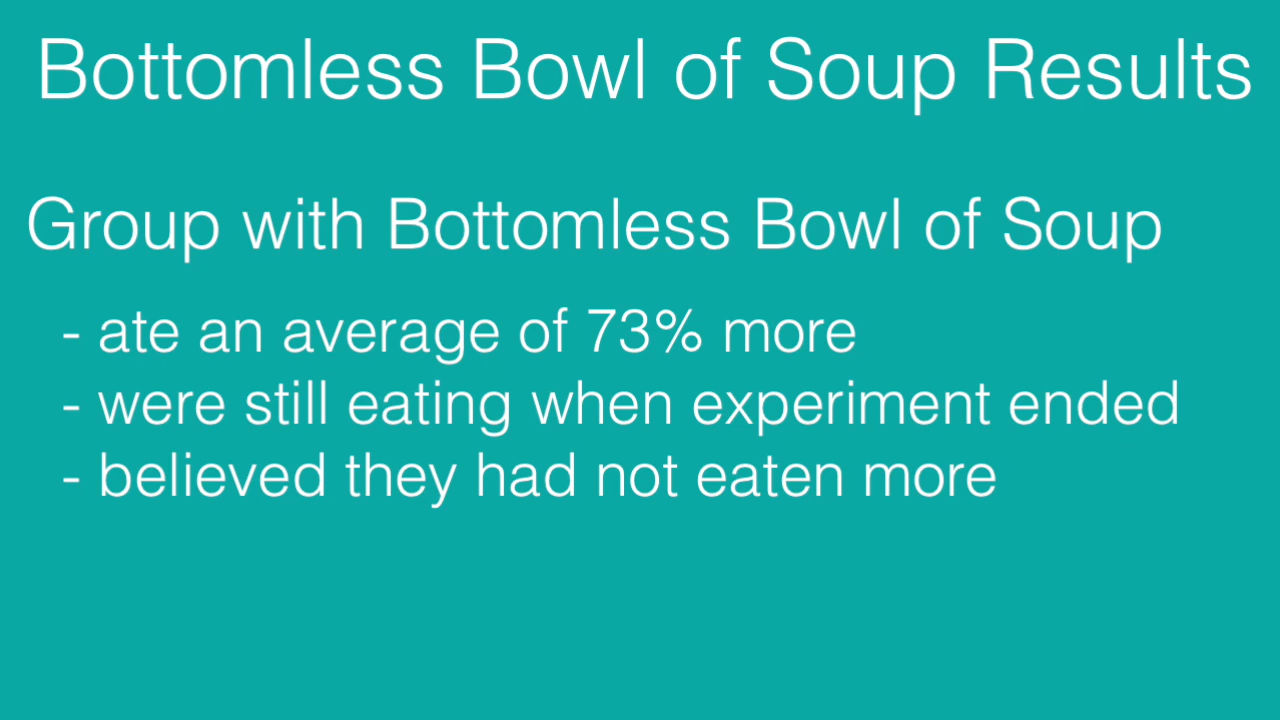 Bottomless Bowl of Soup Results
Group with Bottomless Bowl of Soup
- ate an average of 73% more
- were still eating when experiment ended
- believed they had not eaten more